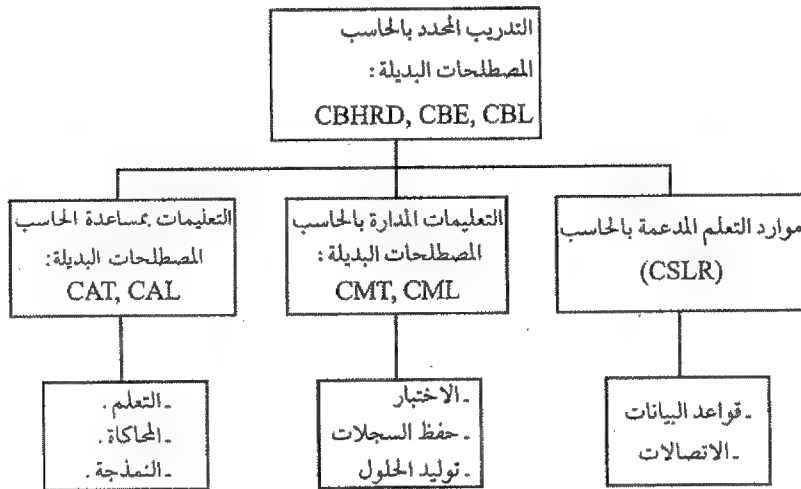 التدريب المحدد بالحاسب
المصطلحات البديلة :
CBHRD, CBE, CBL
موارد التعلم المدعمة بالحاسب
(CSLR)
التعليمات المدارة بالحاسب
المصطلحات البديلة :
CMT, CML
التعليمات بمساعدة الحاسب
المصطلحات البديلة:
CAT, CAL
ـ قواعد البيانات
ـ الاتصالات
ـ الاختبار
ـ حفظ السجلات
ـ توليد الحلول
ـ التعلم .
ـ المحاكاة .
ـ النمذجة .